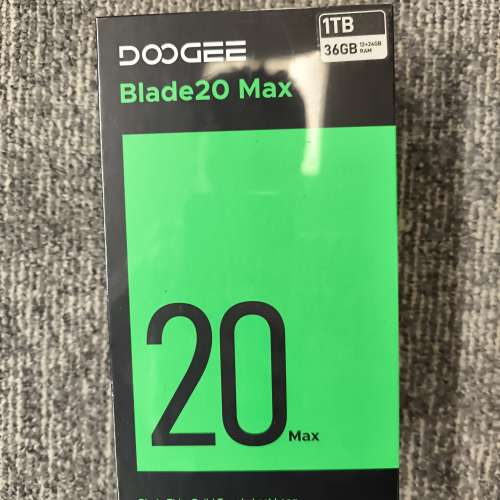 DOOGEE
1TB
36GB 12+24GB RAM
Blade20 Max
20
Max